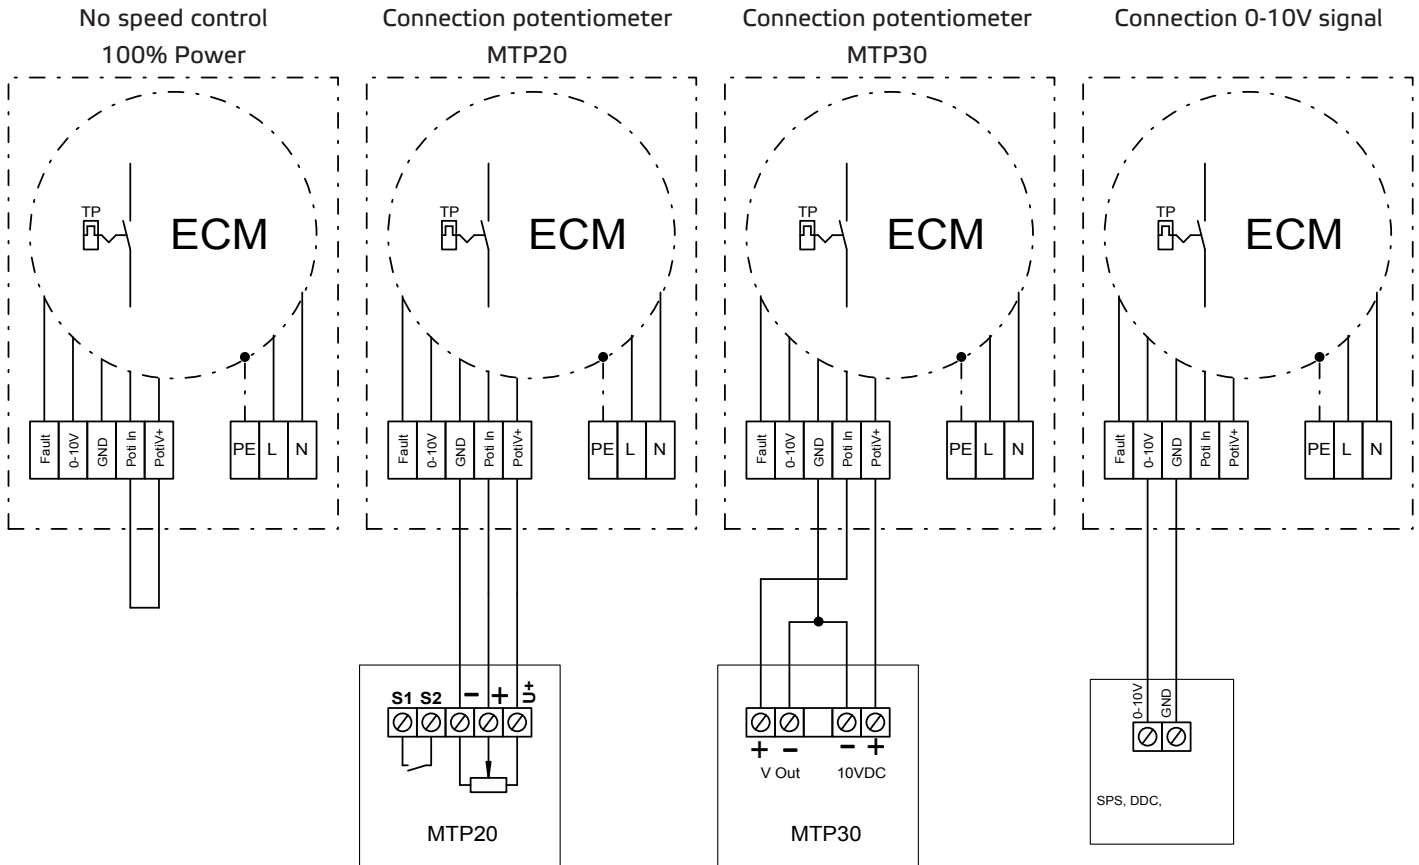 No speed control
100% Power
Connection potentiometer
MTP20
Connection potentiometer
MTP30
Connection 0-10V signal
TP
ECM
Fault
0-10V
GND
Poti In
PotiV+
PE L N
TP
ECM
Fault
0-10V
GND
Poti In
PotiV+
PE L N
S1 S2 − + U+
MTP20
TP
ECM
Fault
0-10V
GND
Poti In
PotiV+
PE L N
+ − − +
V Out 10VDC
MTP30
TP
ECM
Fault
0-10V
GND
Poti In
PotiV+
PE L N
0-10V
GND
SPS, DDC,